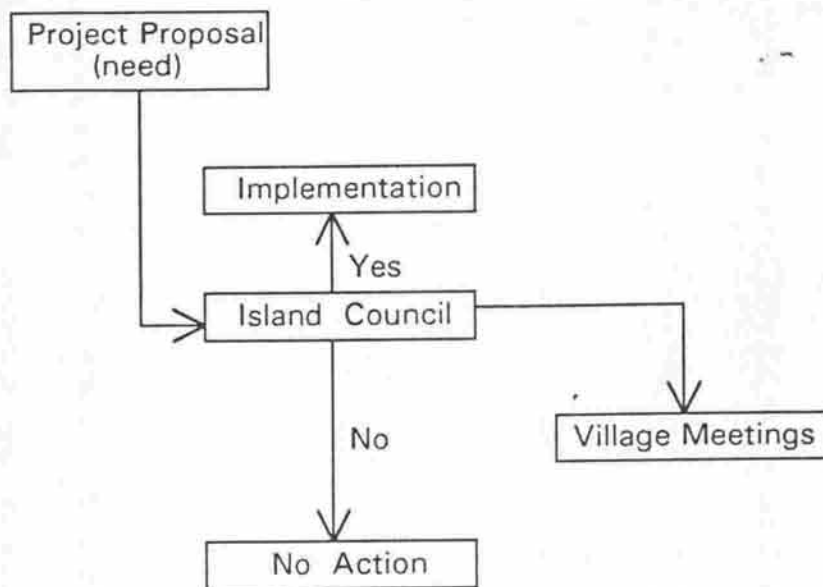 Project Proposal
(need)
Implementation
Yes
Island Council
No
Village Meetings
No Action